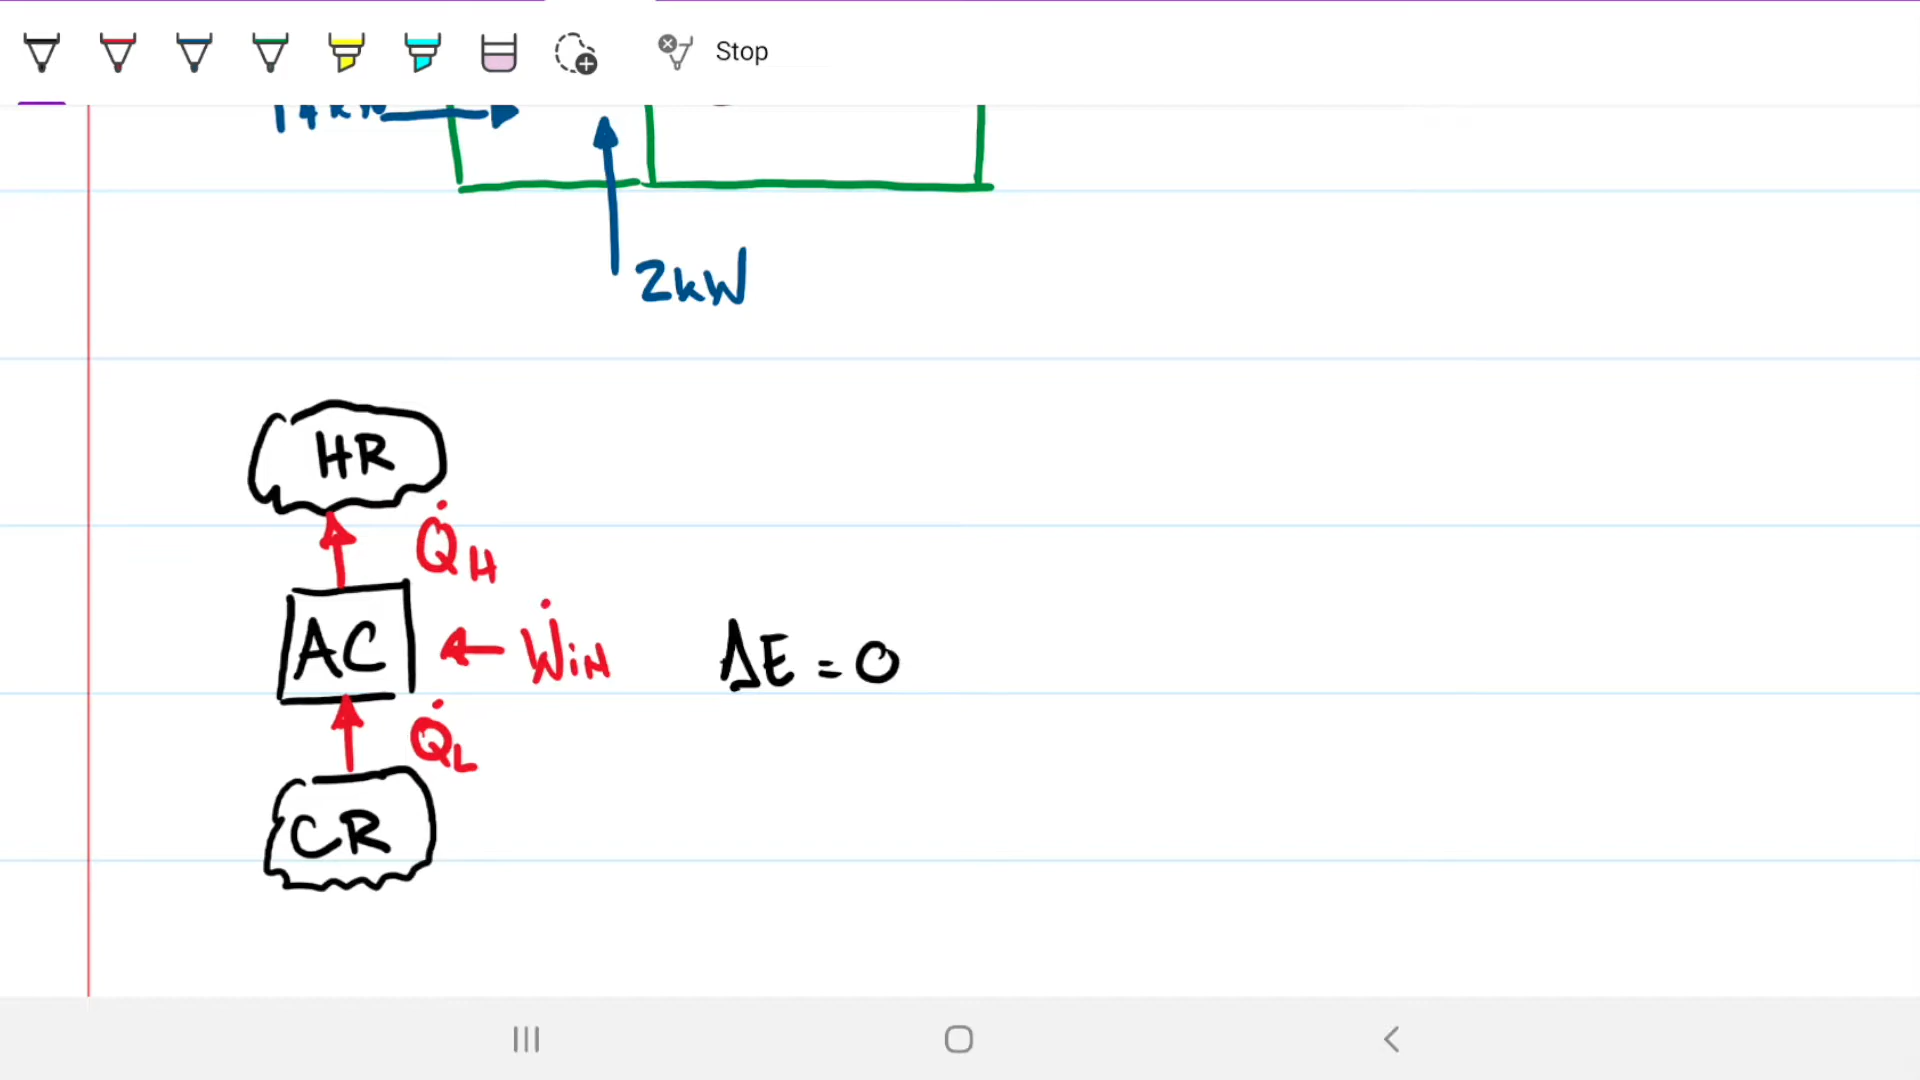 Stop
2kW
HR
Q̇H
AC
ẆiN
ΔE = 0
Q̇L
CR